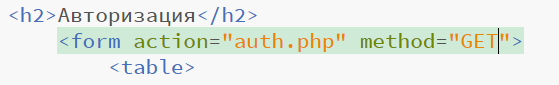 <h2>Авторизация</h2>
<form action="auth.php" method="GET">
<table>